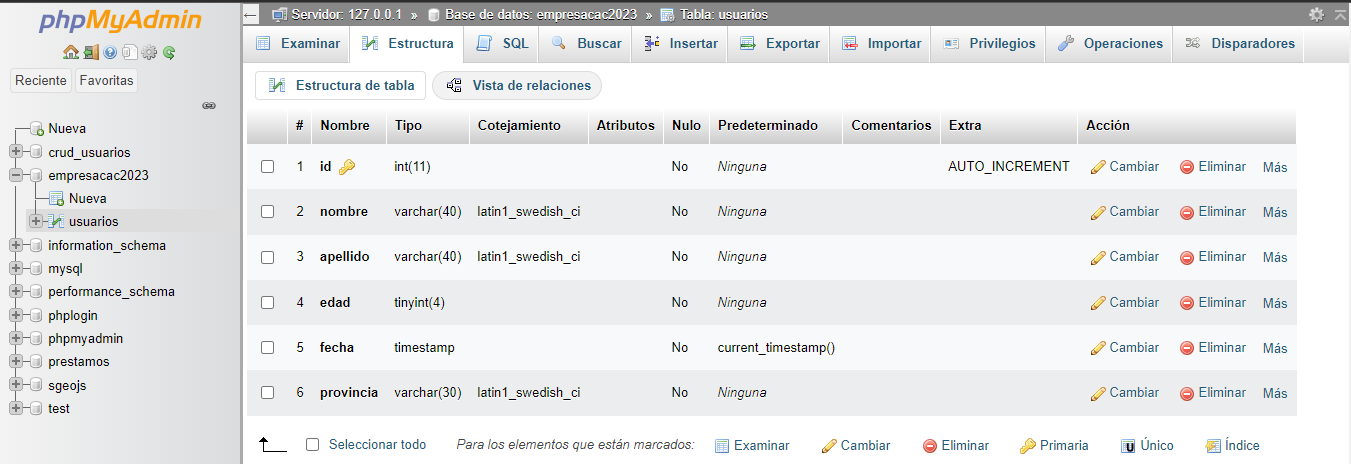 phpMyAdmin
Reciente Favoritas
Nueva
crud_usuarios
empresacac2023
Nueva
usuarios
information_schema
mysql
performance_schema
phplogin
phpmyadmin
prestamos
sgeojs
test
Servidor: 127.0.0.1 » Base de datos: empresacac2023 » Tabla: usuarios
Examinar Estructura SQL Buscar Insertar Exportar Importar Privilegios Operaciones Disparadores
Estructura de tabla Vista de relaciones
# Nombre Tipo Cotejamiento Atributos Nulo Predeterminado Comentarios Extra Acción
1 id int(11) No Ninguna AUTO_INCREMENT Cambiar Eliminar Más
2 nombre varchar(40) latin1_swedish_ci No Ninguna Cambiar Eliminar Más
3 apellido varchar(40) latin1_swedish_ci No Ninguna Cambiar Eliminar Más
4 edad tinyint(4) No Ninguna Cambiar Eliminar Más
5 fecha timestamp No current_timestamp() Cambiar Eliminar Más
6 provincia varchar(30) latin1_swedish_ci No Ninguna Cambiar Eliminar Más
Seleccionar todo Para los elementos que están marcados: Examinar Cambiar Eliminar Primaria Único Índice